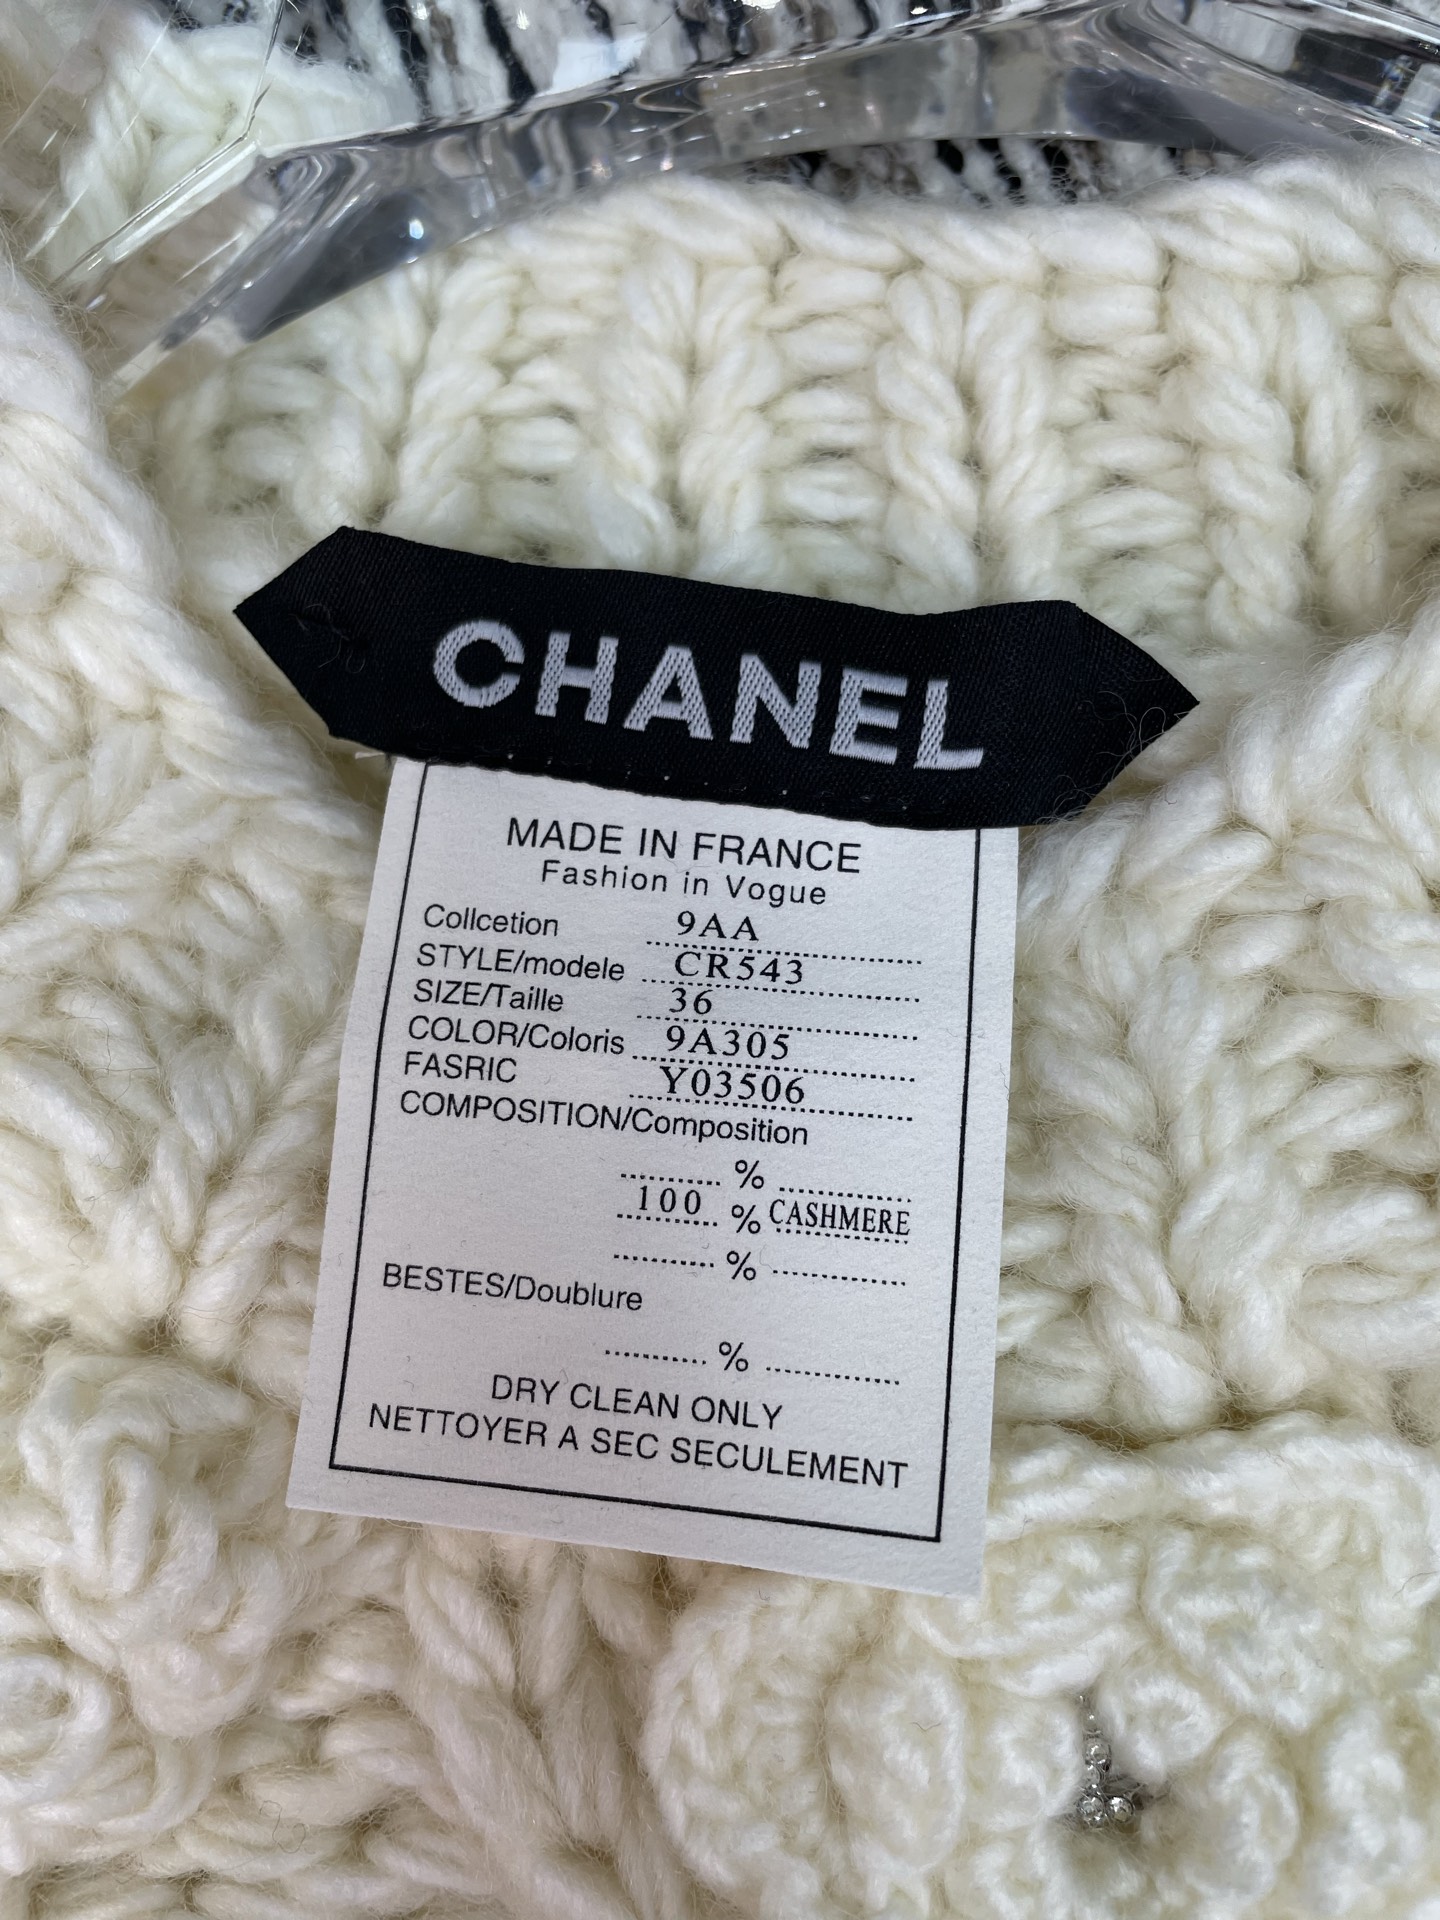 CHANEL
MADE IN FRANCE
Fashion in Vogue
Collcetion 9AA
STYLE/modele CR543
SIZE/Taille 36
COLOR/Coloris 9A305
FASRIC Y03506
COMPOSITION/Composition
%
100 % CASHMERE
%
BESTES/Doublure
%
DRY CLEAN ONLY
NETTOYER A SEC SECULEMENT